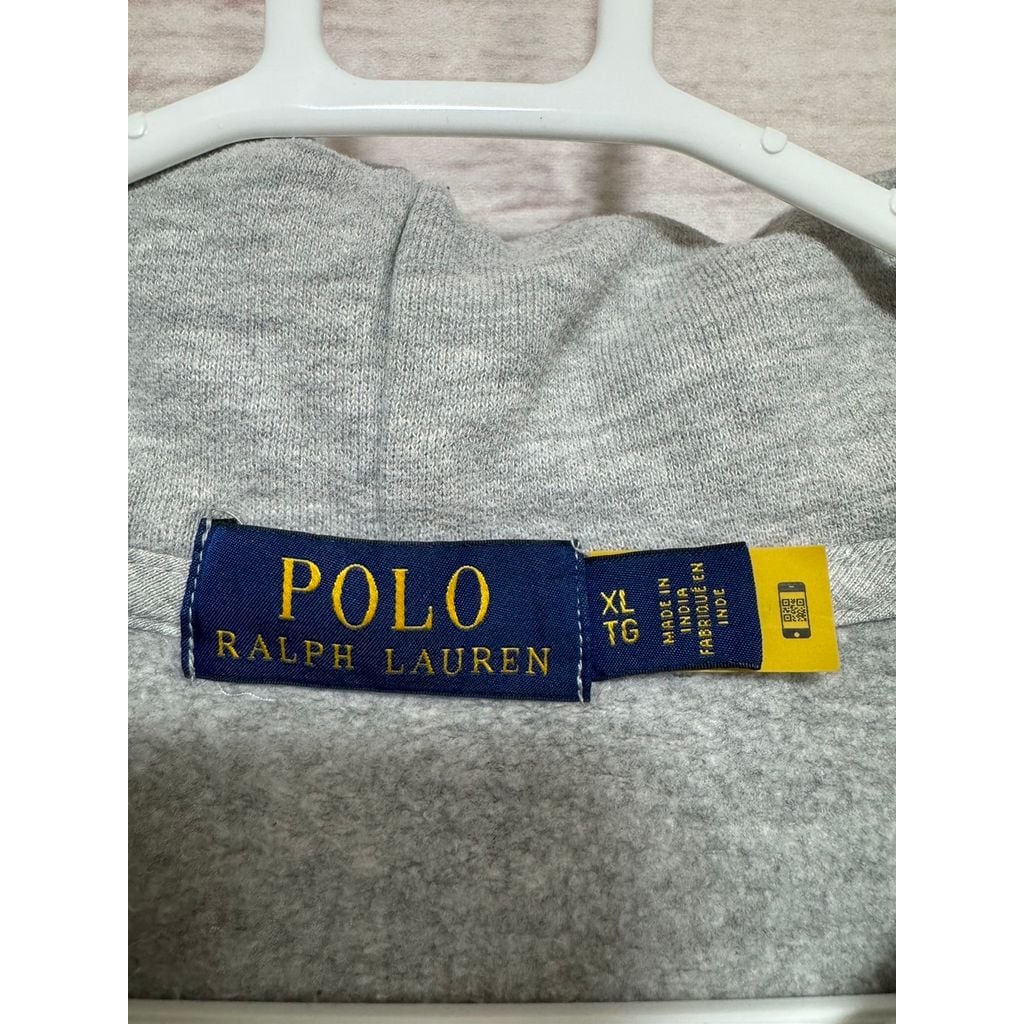 POLO
RALPH LAUREN
XL
TG
MADE IN
INDIA
FABRIQUÉ EN
INDE